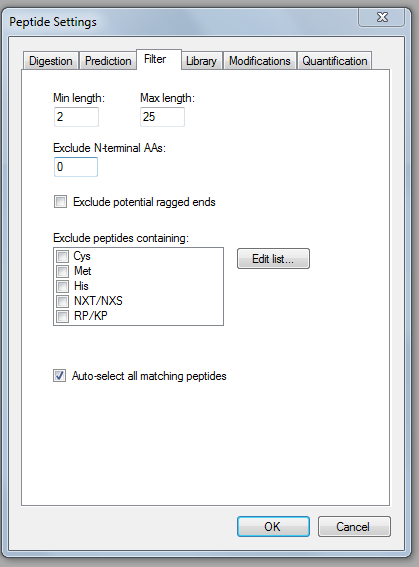 Peptide Settings
Digestion Prediction Filter Library Modifications Quantification
Min length: Max length:
2 25
Exclude N-terminal AAs:
0
Exclude potential ragged ends
Exclude peptides containing:
Cys
Edit list...
Met
His
NXT/NXS
RP/KP
Auto-select all matching peptides
OK Cancel